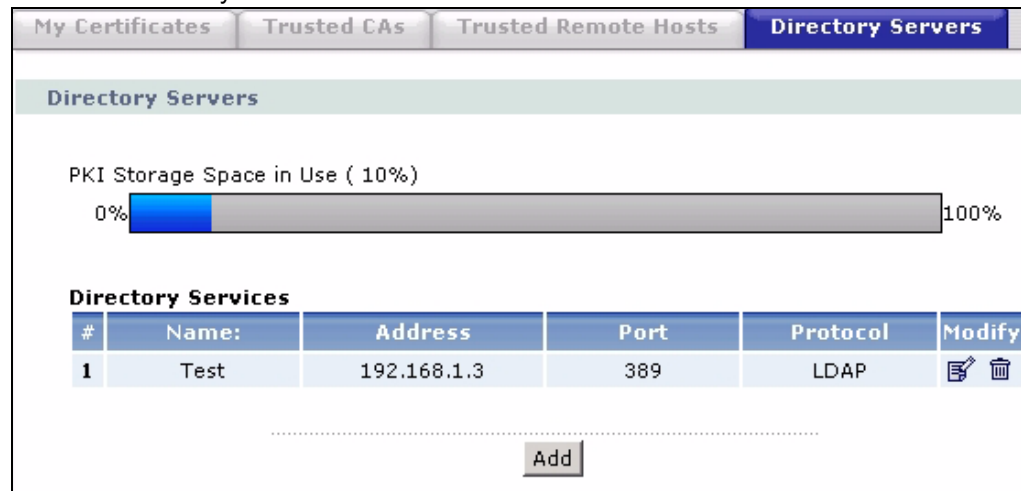 My Certificates Trusted CAs Trusted Remote Hosts Directory Servers
Directory Servers
PKI Storage Space in Use ( 10%)
0% 100%
Directory Services
# Name: Address Port Protocol Modify
1 Test 192.168.1.3 389 LDAP
Add